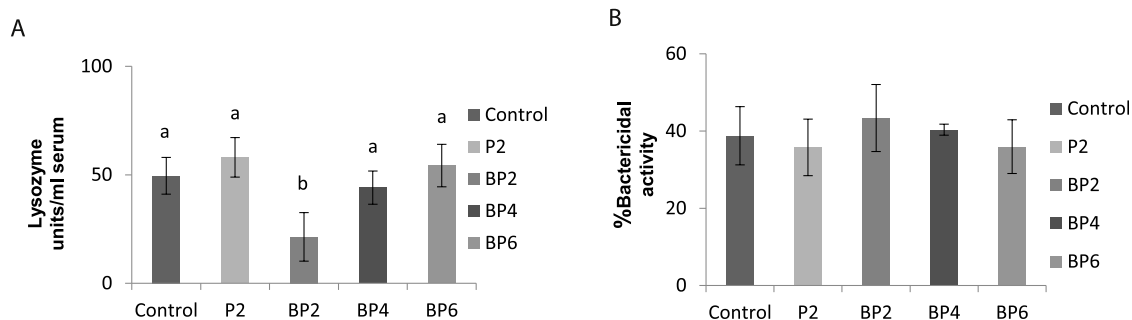 A
Lysozyme
units/ml serum
100
50
0
a
a
b
a
a
Control
P2
BP2
BP4
BP6
Control
P2
BP2
BP4
BP6
B
%Bactericidal
activity
60
40
20
0
Control
P2
BP2
BP4
BP6
Control
P2
BP2
BP4
BP6